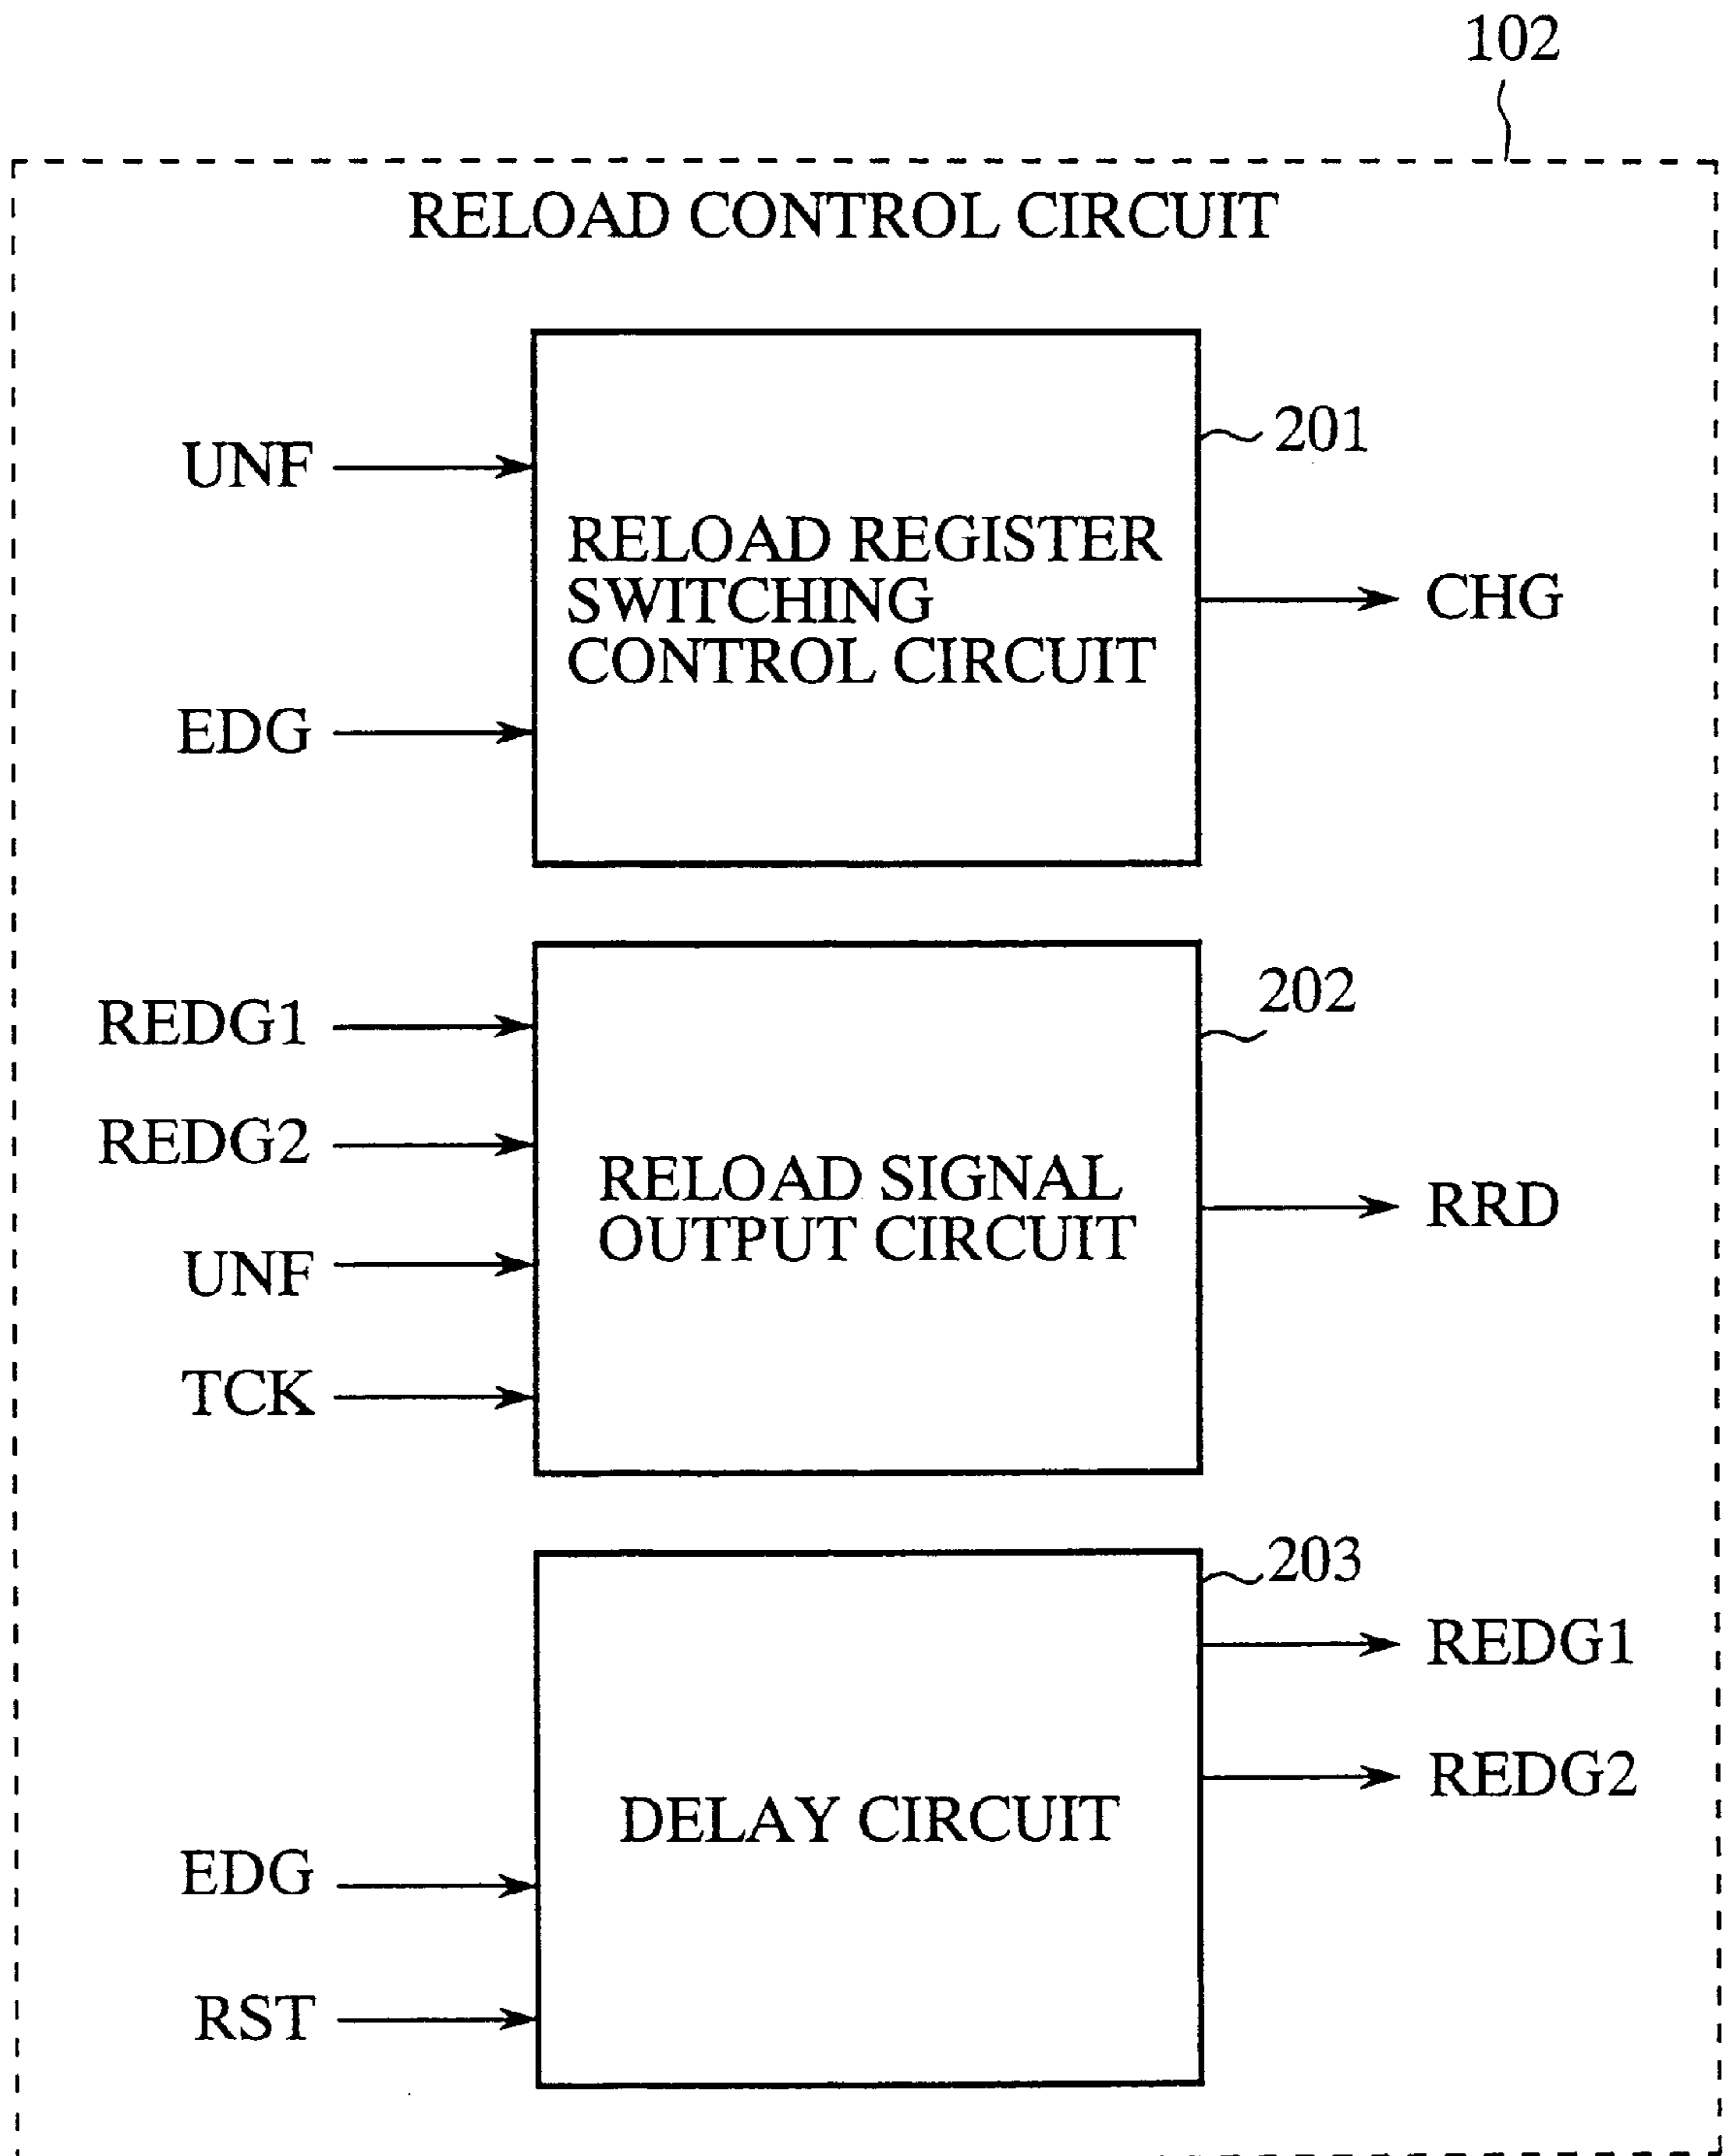 102
RELOAD CONTROL CIRCUIT
UNF
EDG
RELOAD REGISTER
SWITCHING
CONTROL CIRCUIT
201
CHG
REDG1
REDG2
UNF
TCK
RELOAD SIGNAL
OUTPUT CIRCUIT
202
RRD
EDG
RST
DELAY CIRCUIT
203
REDG1
REDG2